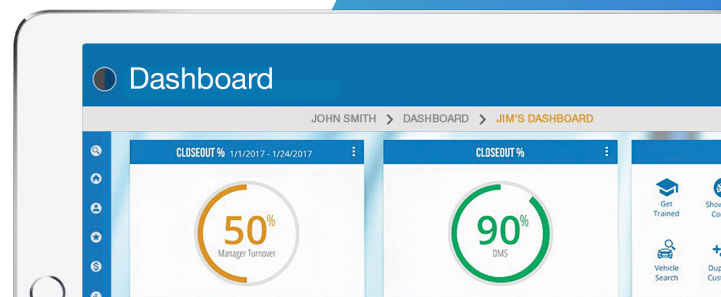 Dashboard
JOHN SMITH > DASHBOARD > JIM'S DASHBOARD
CLOSEOUT % 1/1/2017 - 1/24/2017
CLOSEOUT %
50%
Manager Turnover
90%
DMS
Get
Trained
Vehicle
Search